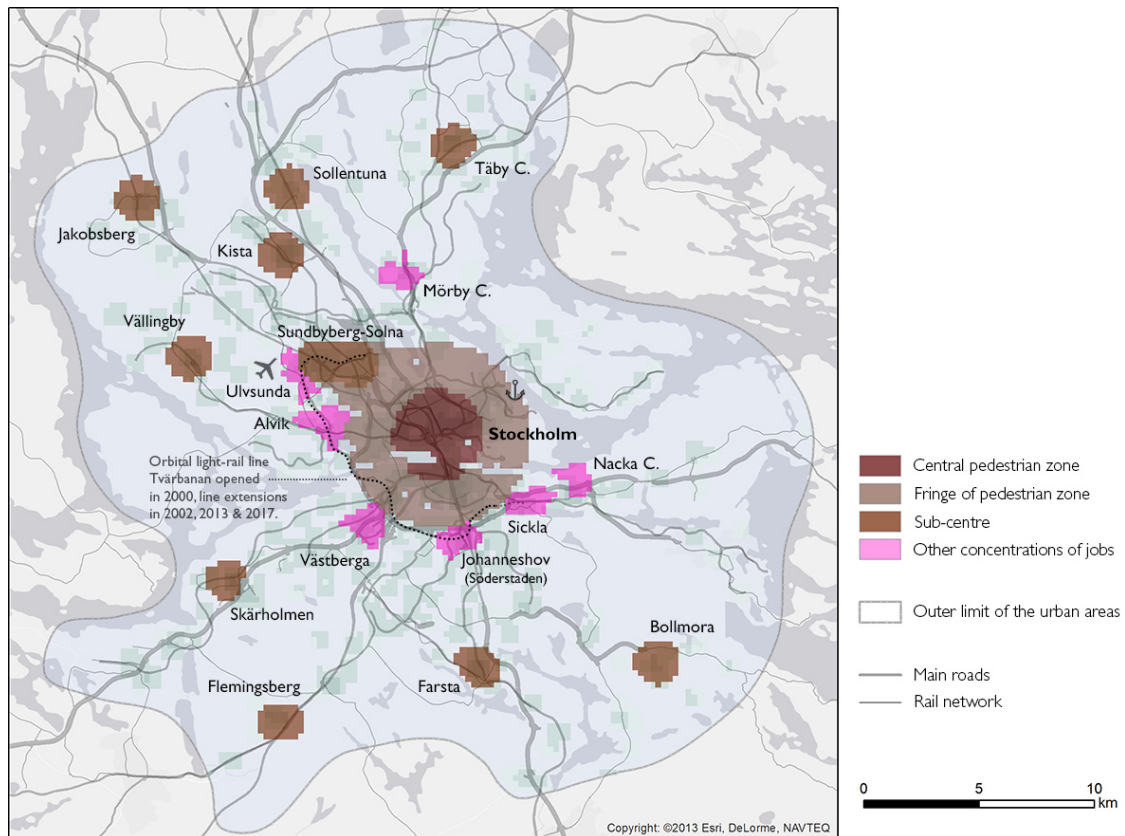 Täby C.
Sollentuna
Jakobsberg
Kista
Mörby C.
Vällingby
Sundbyberg-Solna
Ulvsunda
Alvik
Stockholm
Orbital light-rail line
Tvärbanan opened
in 2000, line extensions
in 2002, 2013 & 2017.
Nacka C.
Sickla
Västberga
Johanneshov
(Söderstaden)
Skärholmen
Bollmora
Flemingsberg
Farsta
Copyright: ©2013 Esri, DeLorme, NAVTEQ
Central pedestrian zone
Fringe of pedestrian zone
Sub-centre
Other concentrations of jobs
Outer limit of the urban areas
Main roads
Rail network
0 5 10
km